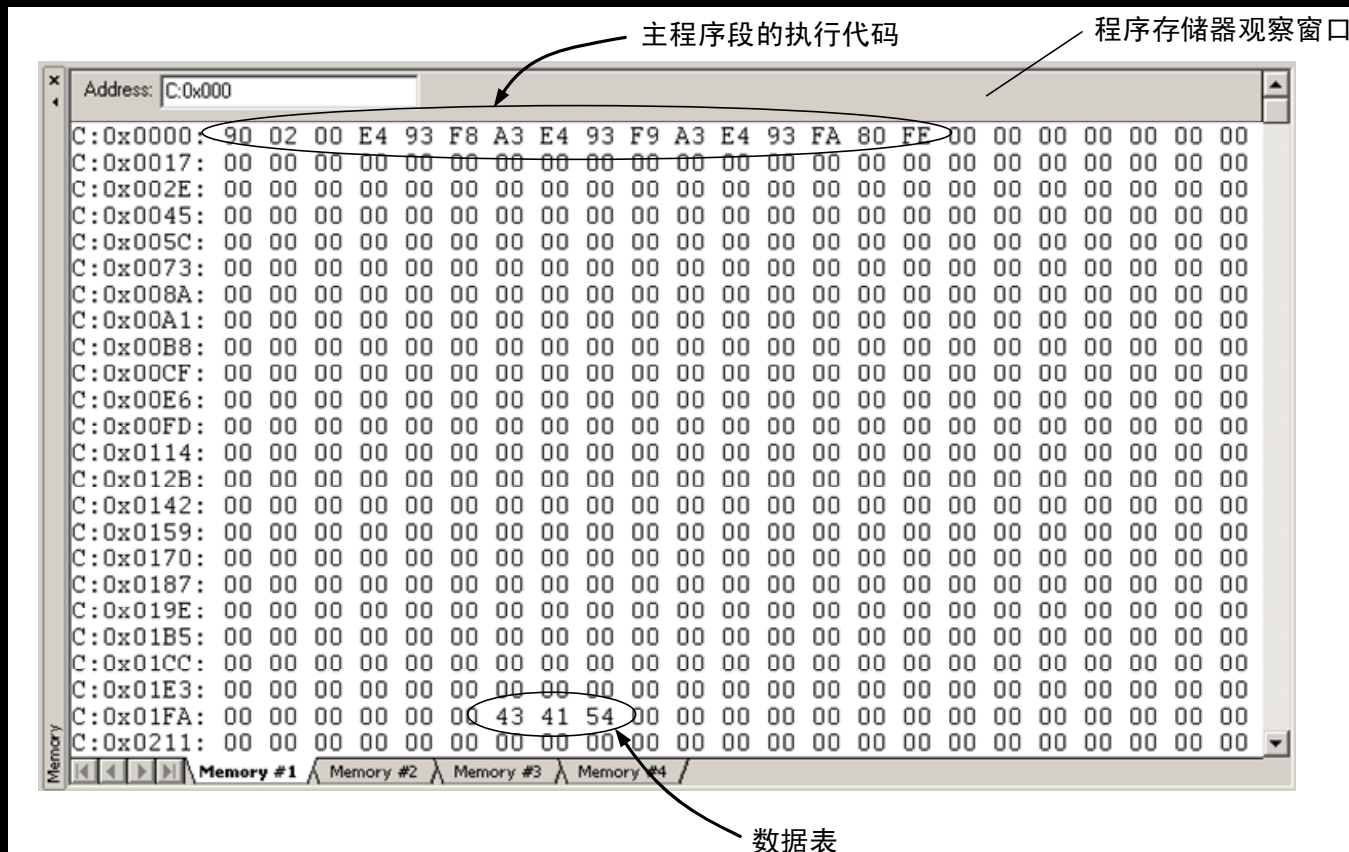 主程序段的执行代码
程序存储器观察窗口
Address: C:0x000
C:0x0000: 90 02 00 E4 93 F8 A3 E4 93 F9 A3 E4 93 FA 80 FE 00 00 00 00 00 00 00
C:0x0017: 00 00 00 00 00 00 00 00 00 00 00 00 00 00 00 00 00 00 00 00 00 00 00
C:0x002E: 00 00 00 00 00 00 00 00 00 00 00 00 00 00 00 00 00 00 00 00 00 00 00
C:0x0045: 00 00 00 00 00 00 00 00 00 00 00 00 00 00 00 00 00 00 00 00 00 00 00
C:0x005C: 00 00 00 00 00 00 00 00 00 00 00 00 00 00 00 00 00 00 00 00 00 00 00
C:0x0073: 00 00 00 00 00 00 00 00 00 00 00 00 00 00 00 00 00 00 00 00 00 00 00
C:0x008A: 00 00 00 00 00 00 00 00 00 00 00 00 00 00 00 00 00 00 00 00 00 00 00
C:0x00A1: 00 00 00 00 00 00 00 00 00 00 00 00 00 00 00 00 00 00 00 00 00 00 00
C:0x00B8: 00 00 00 00 00 00 00 00 00 00 00 00 00 00 00 00 00 00 00 00 00 00 00
C:0x00CF: 00 00 00 00 00 00 00 00 00 00 00 00 00 00 00 00 00 00 00 00 00 00 00
C:0x00E6: 00 00 00 00 00 00 00 00 00 00 00 00 00 00 00 00 00 00 00 00 00 00 00
C:0x00FD: 00 00 00 00 00 00 00 00 00 00 00 00 00 00 00 00 00 00 00 00 00 00 00
C:0x0114: 00 00 00 00 00 00 00 00 00 00 00 00 00 00 00 00 00 00 00 00 00 00 00
C:0x012B: 00 00 00 00 00 00 00 00 00 00 00 00 00 00 00 00 00 00 00 00 00 00 00
C:0x0142: 00 00 00 00 00 00 00 00 00 00 00 00 00 00 00 00 00 00 00 00 00 00 00
C:0x0159: 00 00 00 00 00 00 00 00 00 00 00 00 00 00 00 00 00 00 00 00 00 00 00
C:0x0170: 00 00 00 00 00 00 00 00 00 00 00 00 00 00 00 00 00 00 00 00 00 00 00
C:0x0187: 00 00 00 00 00 00 00 00 00 00 00 00 00 00 00 00 00 00 00 00 00 00 00
C:0x019E: 00 00 00 00 00 00 00 00 00 00 00 00 00 00 00 00 00 00 00 00 00 00 00
C:0x01B5: 00 00 00 00 00 00 00 00 00 00 00 00 00 00 00 00 00 00 00 00 00 00 00
C:0x01CC: 00 00 00 00 00 00 00 00 00 00 00 00 00 00 00 00 00 00 00 00 00 00 00
C:0x01E3: 00 00 00 00 00 00 00 00 00 00 00 00 00 00 00 00 00 00 00 00 00 00 00
C:0x01FA: 00 00 00 00 00 00 43 41 54 00 00 00 00 00 00 00 00 00 00 00 00 00 00
C:0x0211: 00 00 00 00 00 00 00 00 00 00 00 00 00 00 00 00 00 00 00 00 00 00 00
Memory
Memory #1 Memory #2 Memory #3 Memory #4
数据表